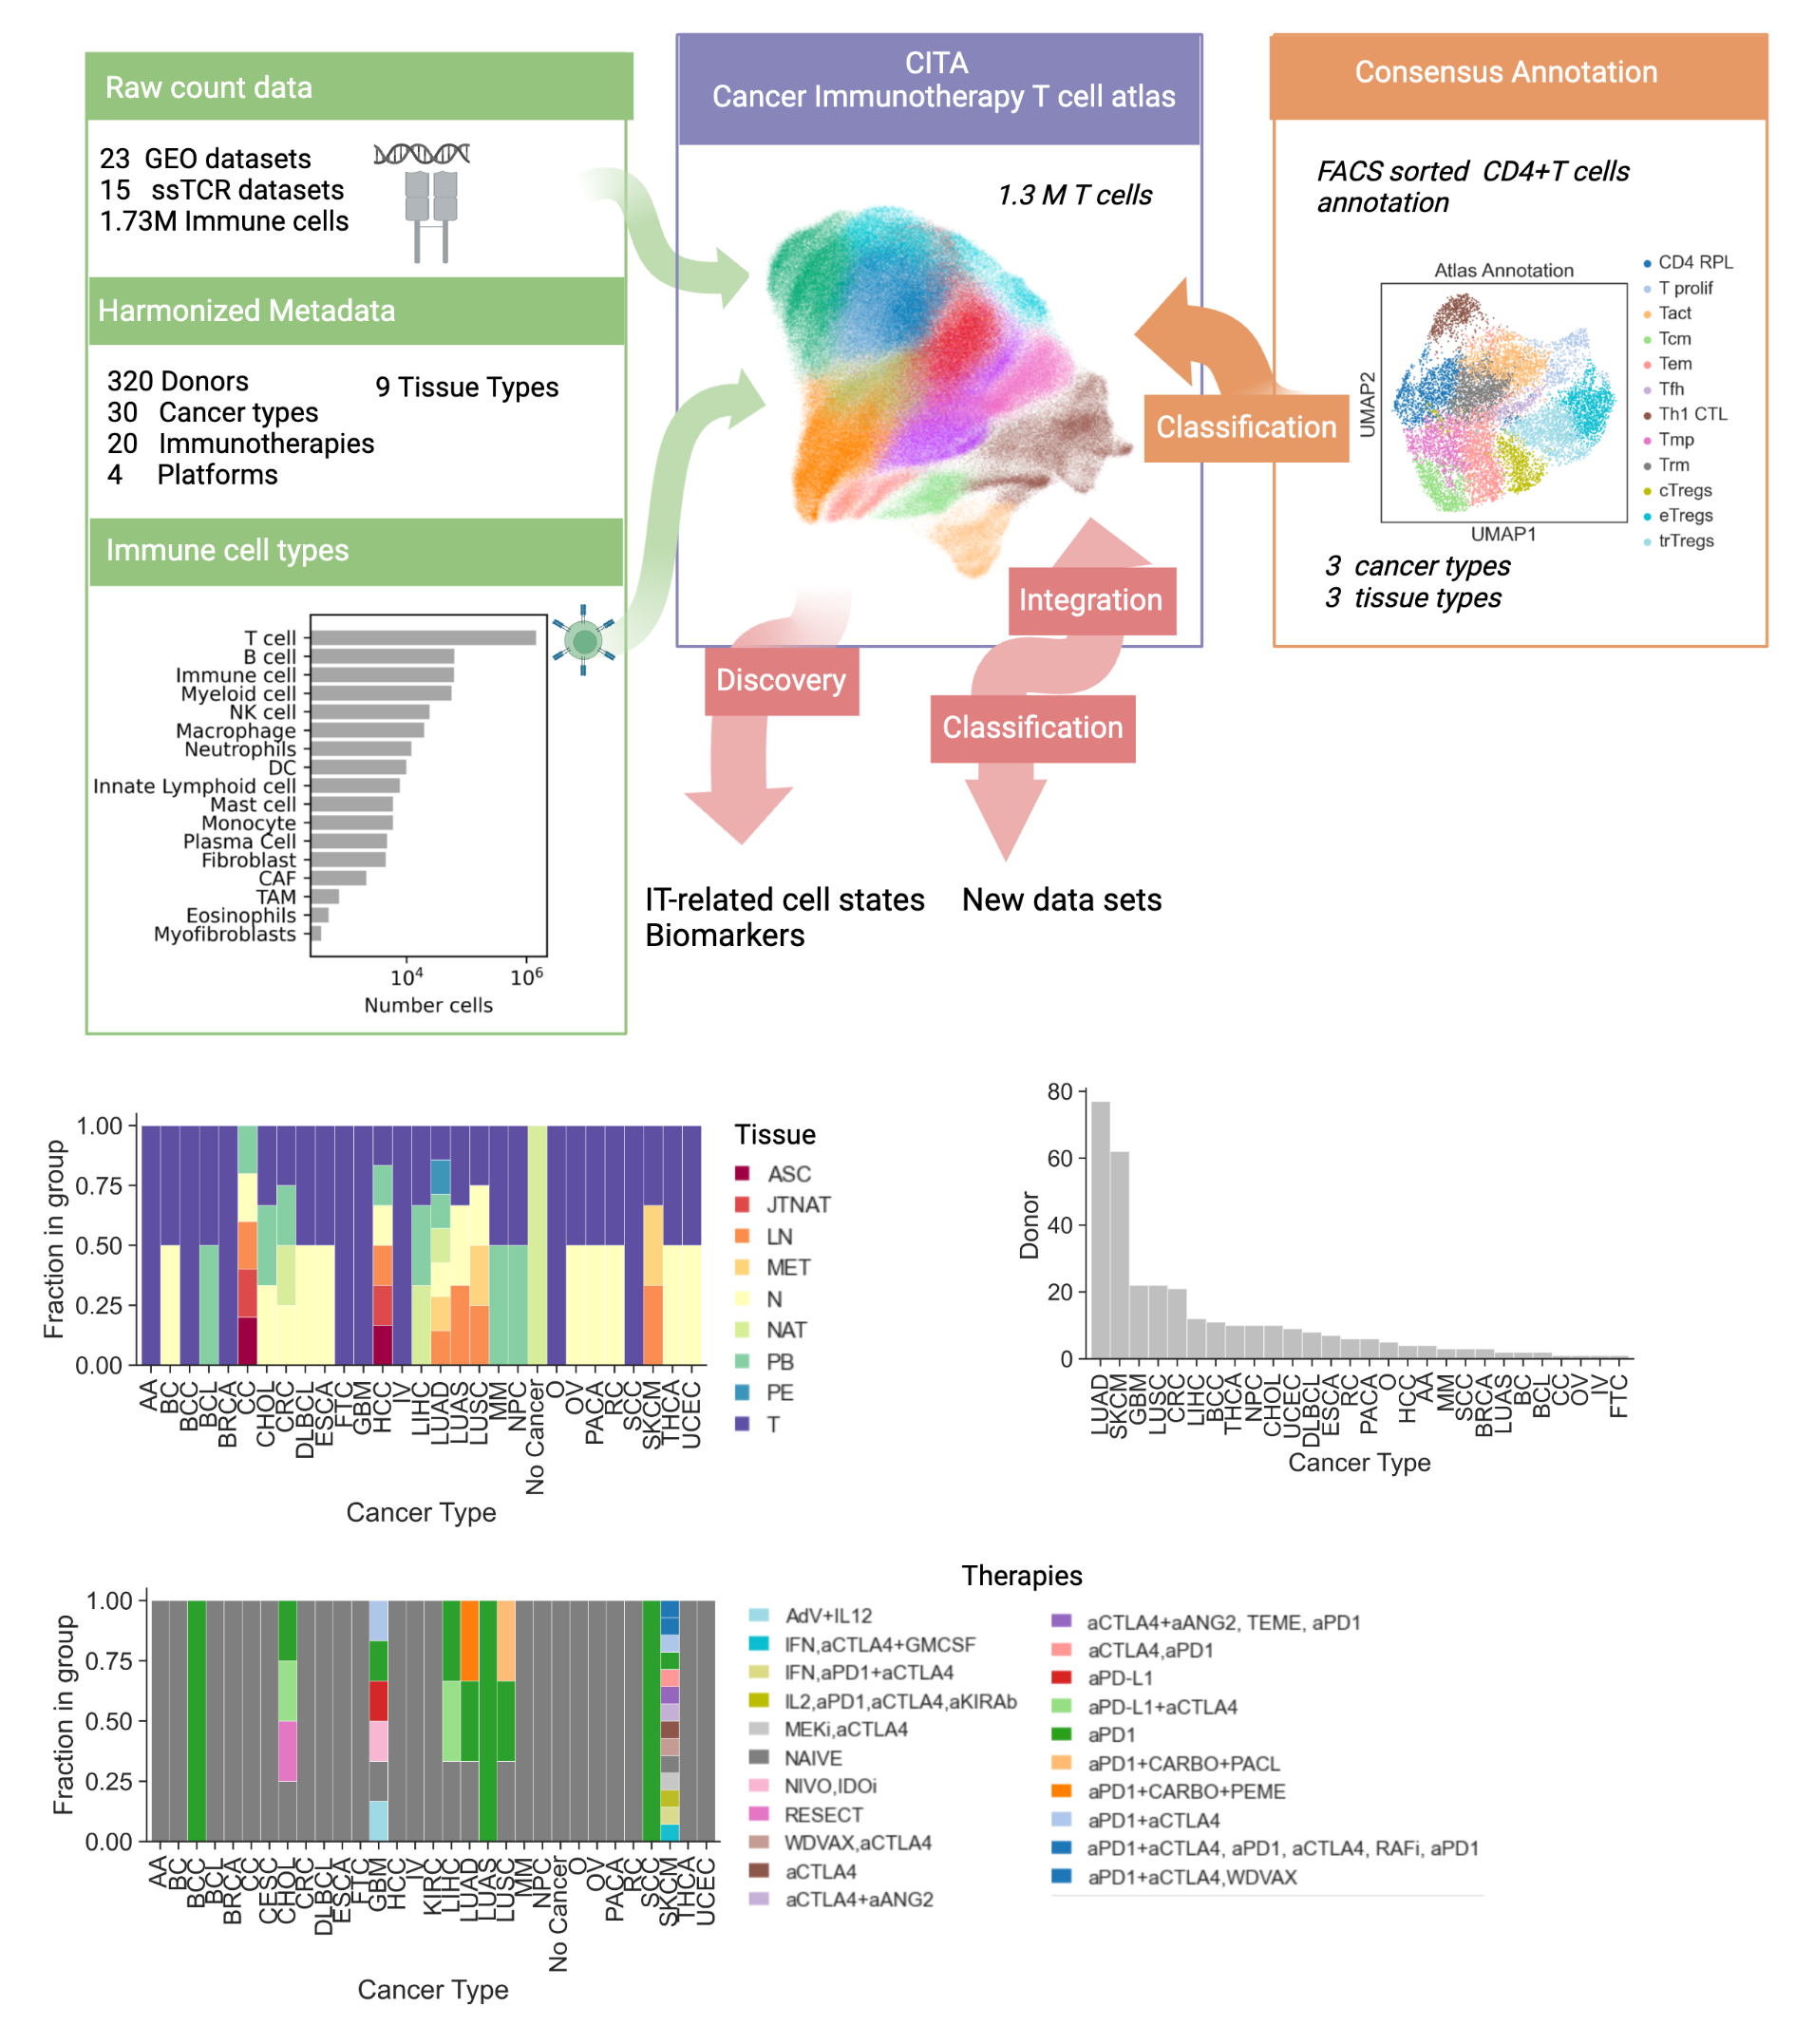 Raw count data
23 GEO datasets
15 ssTCR datasets
1.73M Immune cells
Harmonized Metadata
320 Donors
9 Tissue Types
30 Cancer types
20 Immunotherapies
4 Platforms
Immune cell types
T cell
B cell
Immune cell
Myeloid cell
NK cell
Macrophage
Neutrophils
DC
Innate Lymphoid cell
Mast cell
Monocyte
Plasma Cell
Fibroblast
CAF
TAM
Eosinophils
Myofibroblasts
10^4 10^6
Number cells
CITA
Cancer Immunotherapy T cell atlas
1.3 M T cells
Consensus Annotation
FACS sorted CD4+T cells
annotation
Atlas Annotation
UMAP2
UMAP1
CD4 RPL
T prolif
Tact
Tcm
Tem
Tfh
Th1 CTL
Tmp
Trm
cTregs
eTregs
trTregs
3 cancer types
3 tissue types
Classification
Integration
Discovery
Classification
IT-related cell states
Biomarkers
New data sets
Fraction in group
1.00
0.75
0.50
0.25
0.00
AA
BC
BCC
BCL
BRCA
CC
CHOL
CRC
DLBCL
ESCA
FTC
GBM
HCC
IV
LIHC
LUAD
LUAS
LUSC
MM
NPC
No Cancer
O
OV
PACA
RC
SCC
SKCM
THCA
UCEC
Cancer Type
Tissue
ASC
JTNAT
LN
MET
N
NAT
PB
PE
T
Donor
80
60
40
20
0
LUAD
SKCM
GBM
LUSC
CRC
LIHC
BCC
THCA
NPC
CHOL
UCEC
DLBCL
ESCA
RC
PACA
O
HCC
AA
MM
SCC
BRCA
LUAS
BC
BCL
CC
OV
IV
FTC
Cancer Type
Fraction in group
1.00
0.75
0.50
0.25
0.00
AA
BC
BCC
BCL
BRCA
CC
CESC
CHOL
CRC
DLBCL
ESCA
FTC
GBM
HCC
IV
KIRC
LIHC
LUAD
LUAS
LUSC
MM
NPC
No Cancer
O
OV
PACA
RC
SCC
SKCM
THCA
UCEC
Cancer Type
Therapies
AdV+IL12
IFN,aCTLA4+GMCSF
IFN,aPD1+aCTLA4
IL2,aPD1,aCTLA4,aKIRAb
MEKi,aCTLA4
NAIVE
NIVO,IDOi
RESECT
WDVAX,aCTLA4
aCTLA4
aCTLA4+aANG2
aCTLA4+aANG2, TEME, aPD1
aCTLA4,aPD1
aPD-L1
aPD-L1+aCTLA4
aPD1
aPD1+CARBO+PACL
aPD1+CARBO+PEME
aPD1+aCTLA4
aPD1+aCTLA4, aPD1, aCTLA4, RAFi, aPD1
aPD1+aCTLA4,WDVAX